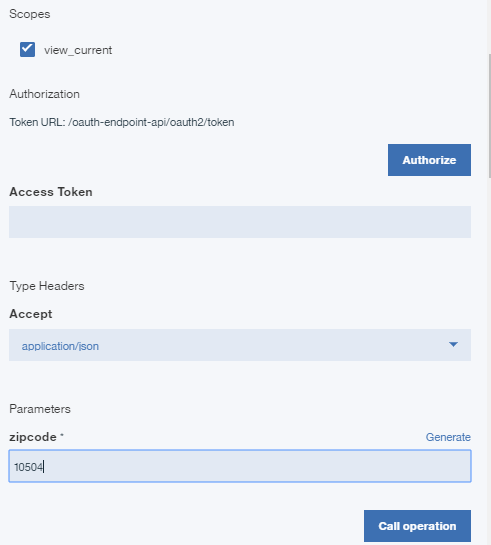 Scopes
view_current
Authorization
Token URL: /oauth-endpoint-api/oauth2/token
Authorize
Access Token
Type Headers
Accept
application/json
Parameters
zipcode *
Generate
10504
Call operation